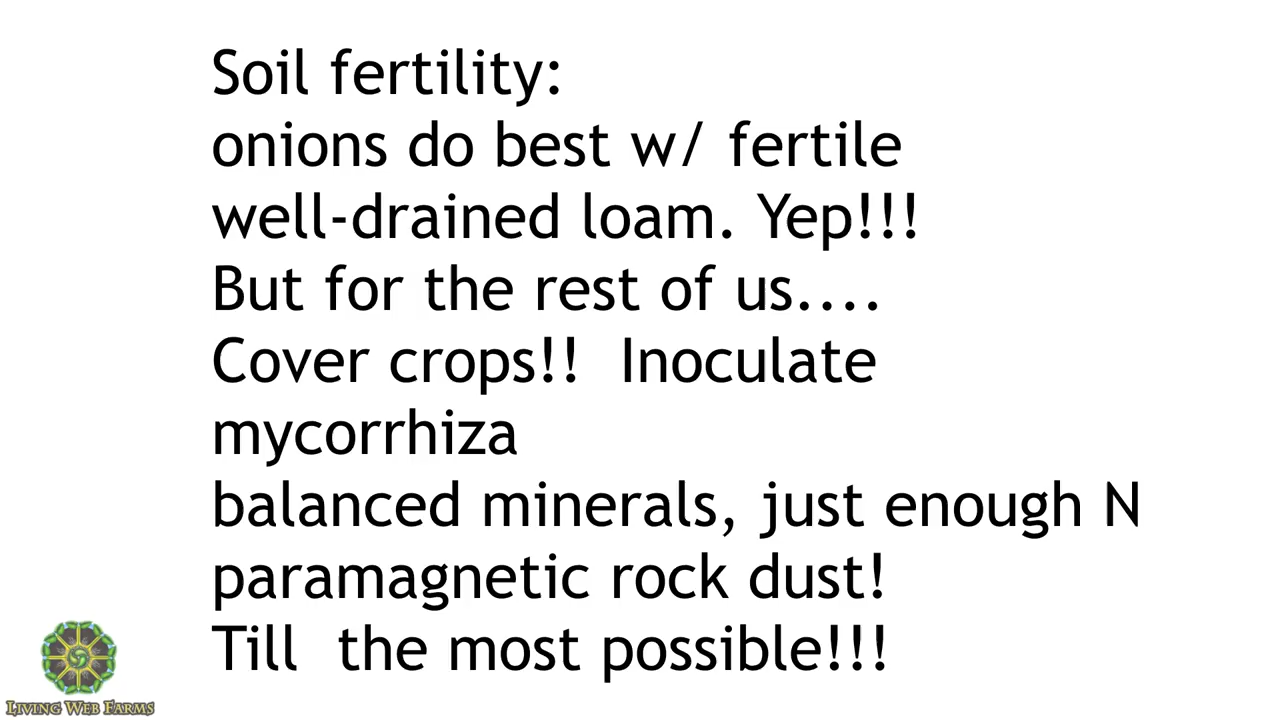 Soil fertility:
onions do best w/ fertile
well-drained loam. Yep!!!
But for the rest of us....
Cover crops!!  Inoculate
mycorrhiza
balanced minerals, just enough N
paramagnetic rock dust!
Till  the most possible!!!
LIVING WEB FARMS